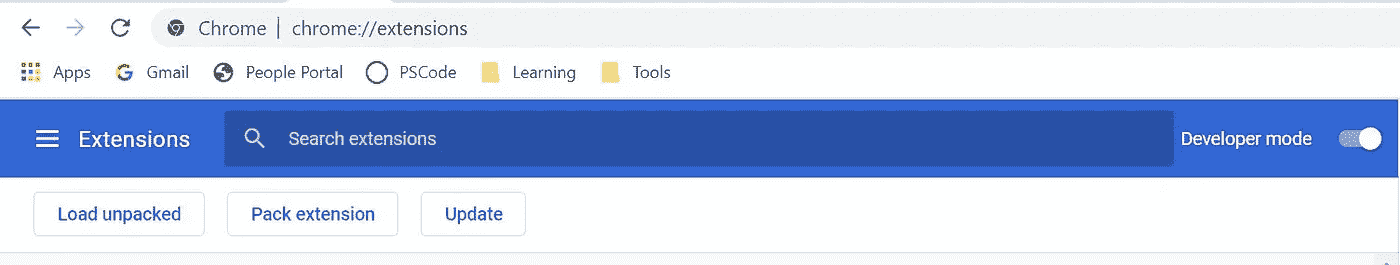 Chrome | chrome://extensions
Apps Gmail People Portal PSCode Learning Tools
Extensions Search extensions Developer mode
Load unpacked Pack extension Update